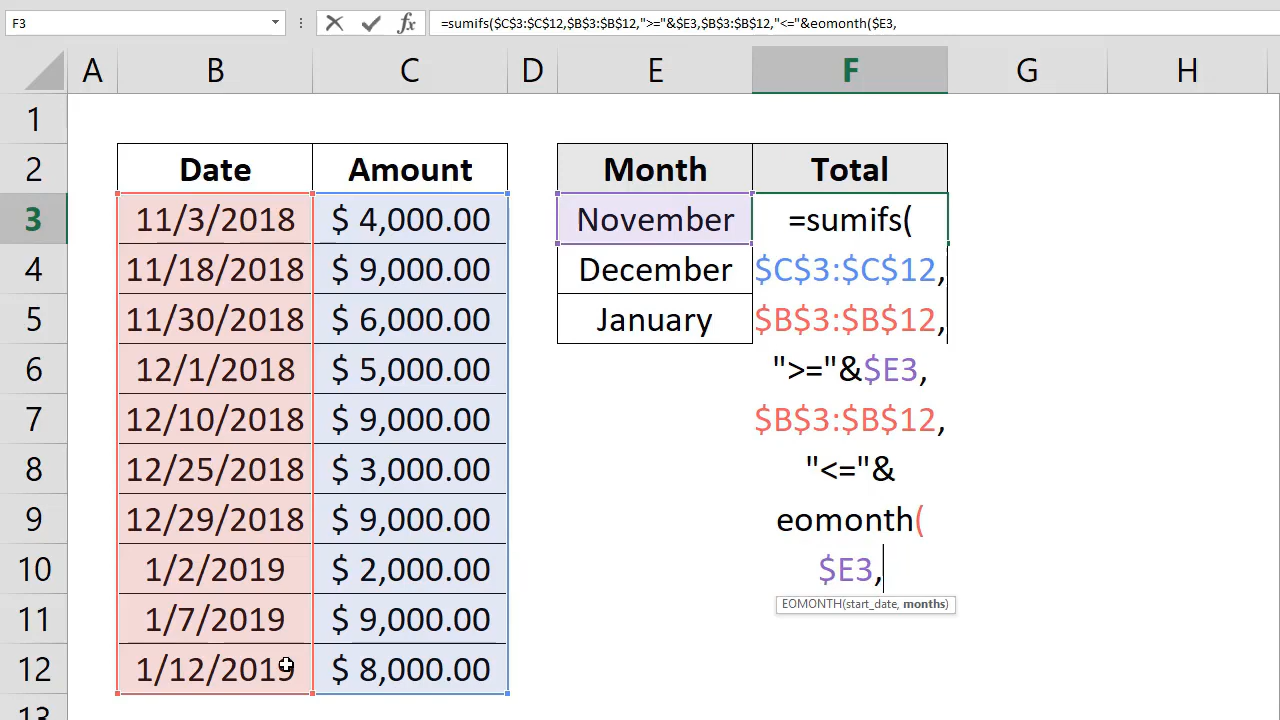 F3 =sumifs($C$3:$C$12,$B$3:$B$12,">="&$E3,$B$3:$B$12,"<="&eomonth($E3,
A B C D E F G H
1
2 Date Amount Month Total
3 11/3/2018 $ 4,000.00 November =sumifs(
4 11/18/2018 $ 9,000.00 December $C$3:$C$12,
5 11/30/2018 $ 6,000.00 January $B$3:$B$12,
6 12/1/2018 $ 5,000.00 ">="&$E3,
7 12/10/2018 $ 9,000.00 $B$3:$B$12,
8 12/25/2018 $ 3,000.00 "<="&
9 12/29/2018 $ 9,000.00 eomonth(
10 1/2/2019 $ 2,000.00 $E3,
EOMONTH(start_date, months)
11 1/7/2019 $ 9,000.00
12 1/12/2019 $ 8,000.00
13